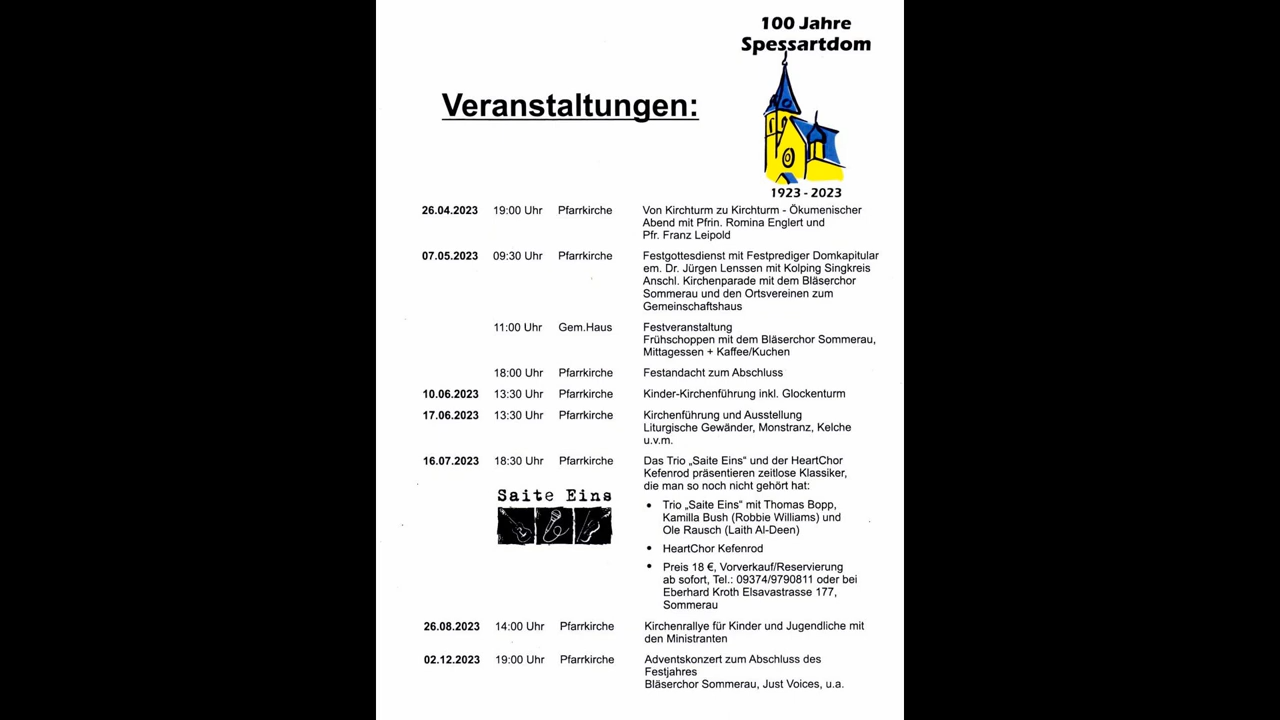 100 Jahre
Spessartdom
Veranstaltungen:
1923 - 2023
26.04.2023 19:00 Uhr Pfarrkirche Von Kirchturm zu Kirchturm - Ökumenischer
Abend mit Pfrin. Romina Englert und
Pfr. Franz Leipold
07.05.2023 09:30 Uhr Pfarrkirche Festgottesdienst mit Festprediger Domkapitular
em. Dr. Jürgen Lenssen mit Kolping Singkreis
Anschl. Kirchenparade mit dem Bläserchor
Sommerau und den Ortsvereinen zum
Gemeinschaftshaus
11:00 Uhr Gem.Haus Festveranstaltung
Frühschoppen mit dem Bläserchor Sommerau,
Mittagessen + Kaffee/Kuchen
18:00 Uhr Pfarrkirche Festandacht zum Abschluss
10.06.2023 13:30 Uhr Pfarrkirche Kinder-Kirchenführung inkl. Glockenturm
17.06.2023 13:30 Uhr Pfarrkirche Kirchenführung und Ausstellung
Liturgische Gewänder, Monstranz, Kelche
u.v.m.
16.07.2023 18:30 Uhr Pfarrkirche Das Trio „Saite Eins“ und der HeartChor
Kefenrod präsentieren zeitlose Klassiker,
die man so noch nicht gehört hat:
Saite Eins
• Trio „Saite Eins“ mit Thomas Bopp,
Kamilla Bush (Robbie Williams) und
Ole Rausch (Laith Al-Deen)
• HeartChor Kefenrod
• Preis 18 €, Vorverkauf/Reservierung
ab sofort, Tel.: 09374/9790811 oder bei
Eberhard Kroth Elsavastrasse 177,
Sommerau
26.08.2023 14:00 Uhr Pfarrkirche Kirchenrallye für Kinder und Jugendliche mit
den Ministranten
02.12.2023 19:00 Uhr Pfarrkirche Adventskonzert zum Abschluss des
Festjahres
Bläserchor Sommerau, Just Voices, u.a.